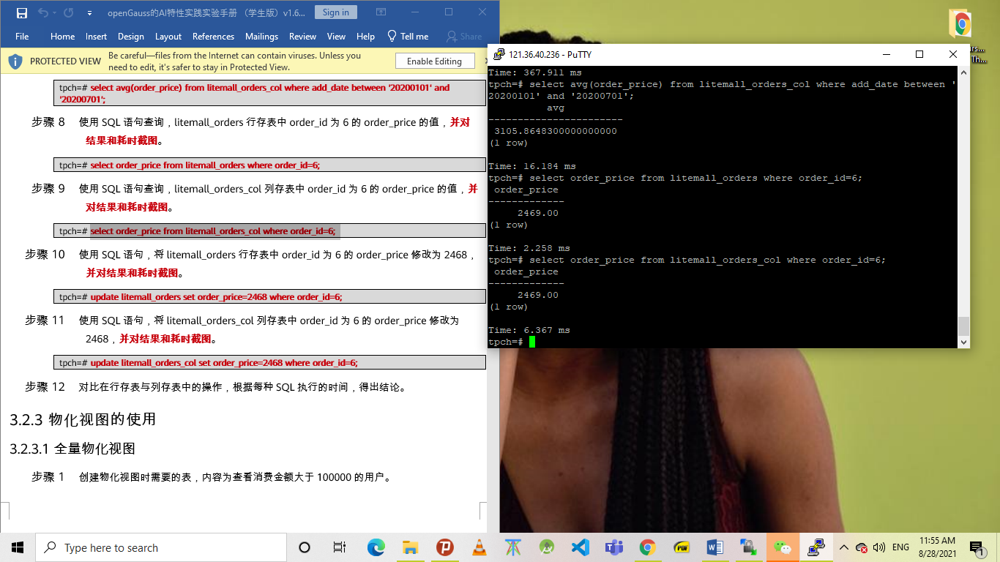 openGauss的AI特性实践实验手册 （学生版）v1.6...
Sign in
File Home Insert Design Layout References Mailings Review View Help Tell me Share
PROTECTED VIEW
Be careful—files from the Internet can contain viruses. Unless you
need to edit, it's safer to stay in Protected View.
Enable Editing
tpch=# select avg(order_price) from litemall_orders_col where add_date between '20200101' and
'20200701';
步骤 8 使用 SQL 语句查询，litemall_orders 行存表中 order_id 为 6 的 order_price 的值，并对
结果和耗时截图。
tpch=# select order_price from litemall_orders where order_id=6;
步骤 9 使用 SQL 语句查询，litemall_orders_col 列存表中 order_id 为 6 的 order_price 的值，并
对结果和耗时截图。
tpch=# select order_price from litemall_orders_col where order_id=6;
步骤 10 使用 SQL 语句，将 litemall_orders 行存表中 order_id 为 6 的 order_price 修改为 2468，
并对结果和耗时截图。
tpch=# update litemall_orders set order_price=2468 where order_id=6;
步骤 11 使用 SQL 语句，将 litemall_orders_col 列存表中 order_id 为 6 的 order_price 修改为
2468，并对结果和耗时截图。
tpch=# update litemall_orders_col set order_price=2468 where order_id=6;
步骤 12 对比在行存表与列存表中的操作，根据每种 SQL 执行的时间，得出结论。
3.2.3 物化视图的使用
3.2.3.1 全量物化视图
步骤 1 创建物化视图时需要的表，内容为查看消费金额大于 100000 的用户。
121.36.40.236 - PuTTY
Time: 367.911 ms
tpch=# select avg(order_price) from litemall_orders_col where add_date between '
20200101' and '20200701';
avg
-----------------------
3105.8648300000000000
(1 row)
Time: 16.184 ms
tpch=# select order_price from litemall_orders where order_id=6;
order_price
-------------
2469.00
(1 row)
Time: 2.258 ms
tpch=# select order_price from litemall_orders_col where order_id=6;
order_price
-------------
2469.00
(1 row)
Time: 6.367 ms
tpch=#
Type here to search
PDF
ENG
11:55 AM
8/28/2021
1